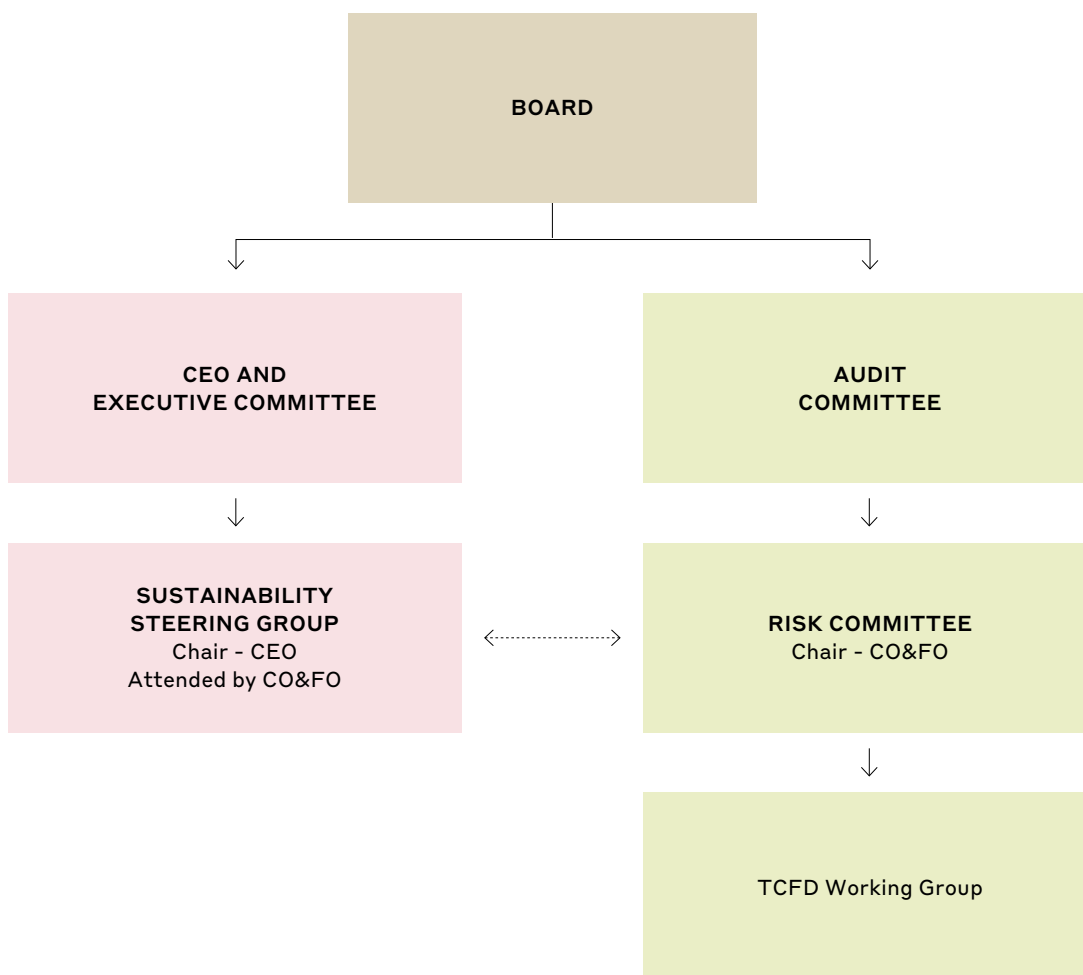 BOARD
CEO AND
EXECUTIVE COMMITTEE
AUDIT
COMMITTEE
SUSTAINABILITY
STEERING GROUP
Chair - CEO
Attended by CO&FO
RISK COMMITTEE
Chair - CO&FO
TCFD Working Group